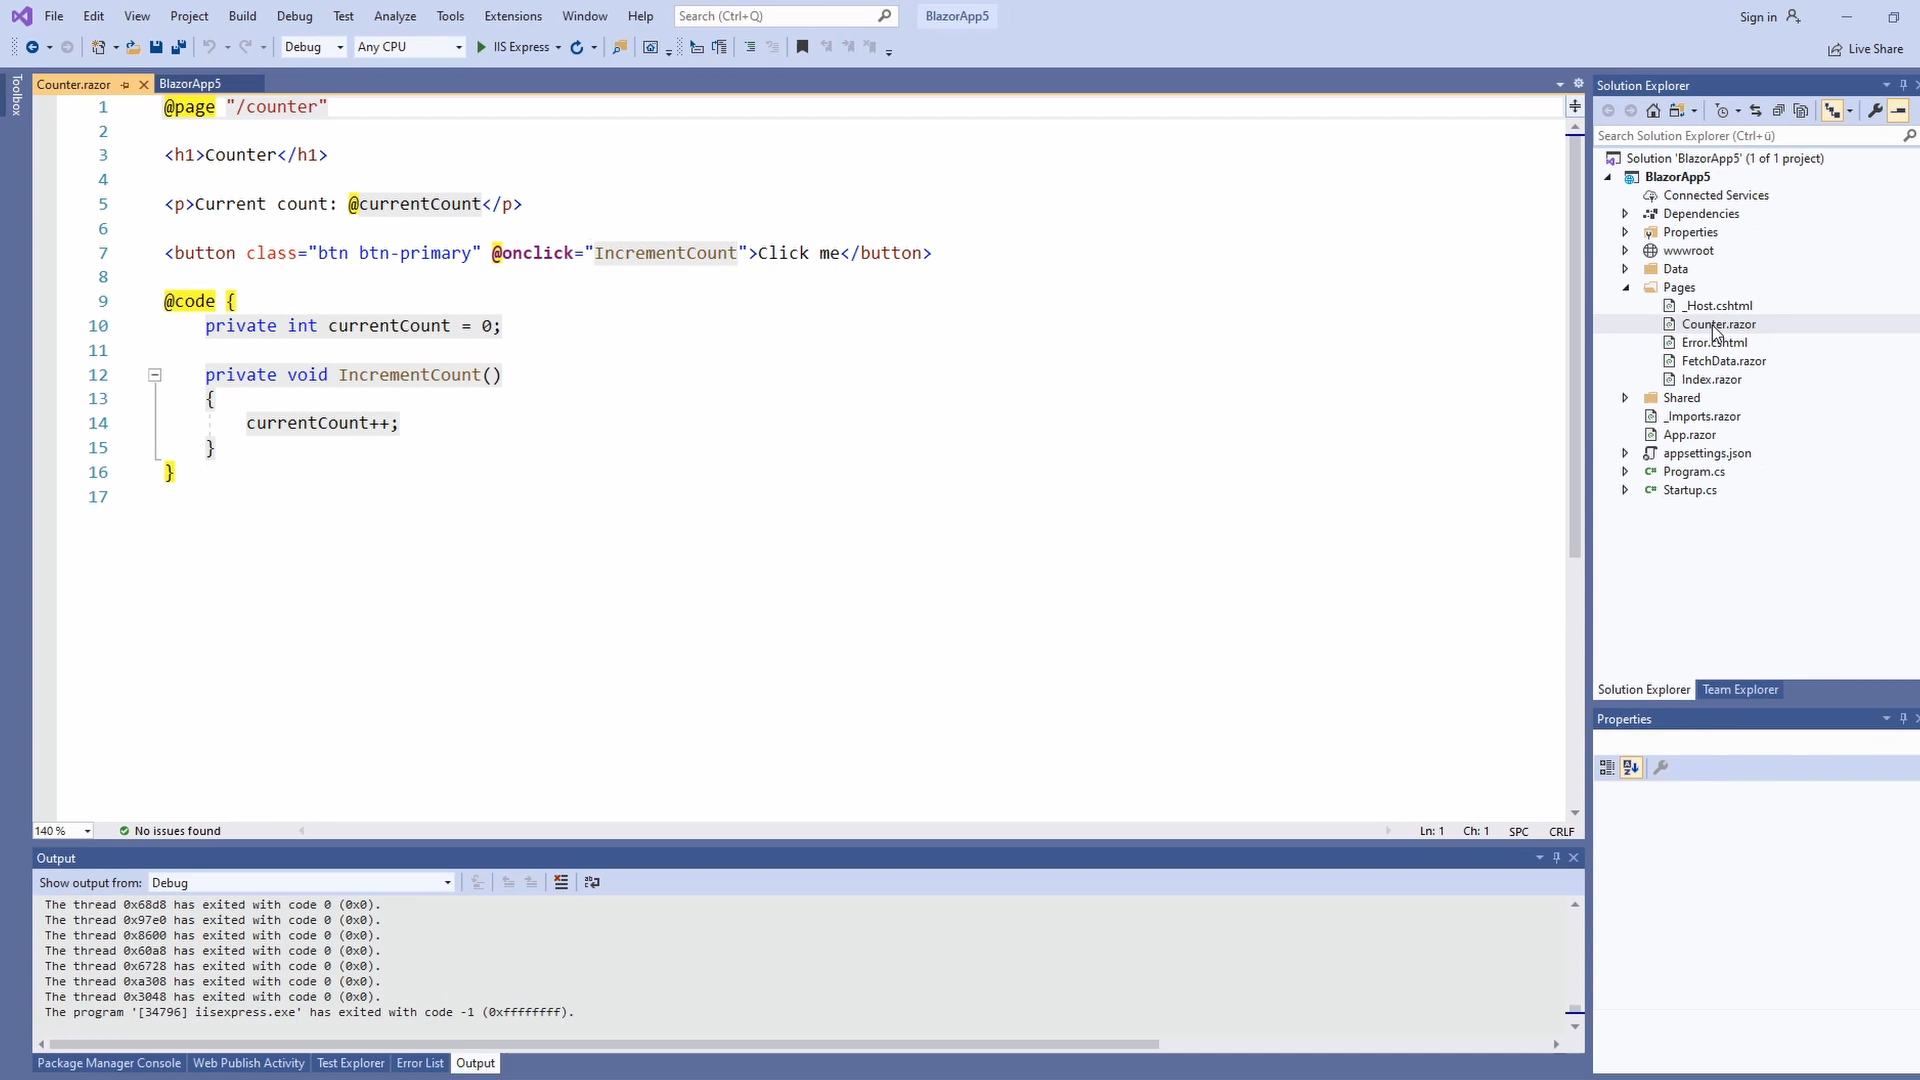 File Edit View Project Build Debug Test Analyze Tools Extensions Window Help Search (Ctrl+Q) BlazorApp5 Sign in
Debug Any CPU IIS Express Live Share
Toolbox
Counter.razor BlazorApp5
1 @page "/counter"
2
3 <h1>Counter</h1>
4
5 <p>Current count: @currentCount</p>
6
7 <button class="btn btn-primary" @onclick="IncrementCount">Click me</button>
8
9 @code {
10 private int currentCount = 0;
11
12 private void IncrementCount()
13 {
14 currentCount++;
15 }
16 }
17
140 % No issues found Ln: 1 Ch: 1 SPC CRLF
Output
Show output from: Debug
The thread 0x68d8 has exited with code 0 (0x0).
The thread 0x97e0 has exited with code 0 (0x0).
The thread 0x8600 has exited with code 0 (0x0).
The thread 0x60a8 has exited with code 0 (0x0).
The thread 0x6728 has exited with code 0 (0x0).
The thread 0xa308 has exited with code 0 (0x0).
The thread 0x3048 has exited with code 0 (0x0).
The program '[34796] iisexpress.exe' has exited with code -1 (0xffffffff).
Package Manager Console Web Publish Activity Test Explorer Error List Output
Solution Explorer
Search Solution Explorer (Ctrl+ü)
Solution 'BlazorApp5' (1 of 1 project)
BlazorApp5
Connected Services
Dependencies
Properties
wwwroot
Data
Pages
_Host.cshtml
Counter.razor
Error.cshtml
FetchData.razor
Index.razor
Shared
_Imports.razor
App.razor
appsettings.json
C# Program.cs
C# Startup.cs
Solution Explorer Team Explorer
Properties